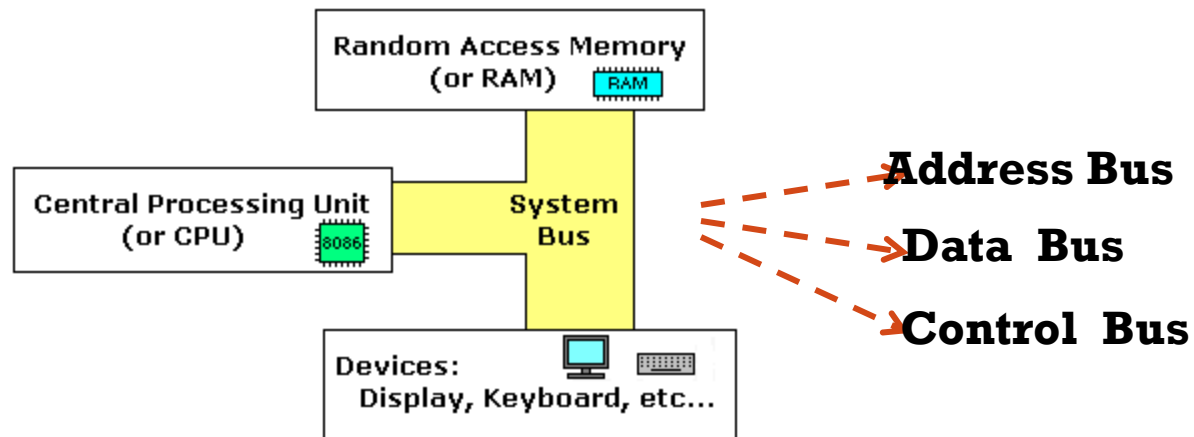 Random Access Memory
(or RAM)
RAM
Central Processing Unit
(or CPU)
8086
System
Bus
Address Bus
Data Bus
Control Bus
Devices:
Display, Keyboard, etc...